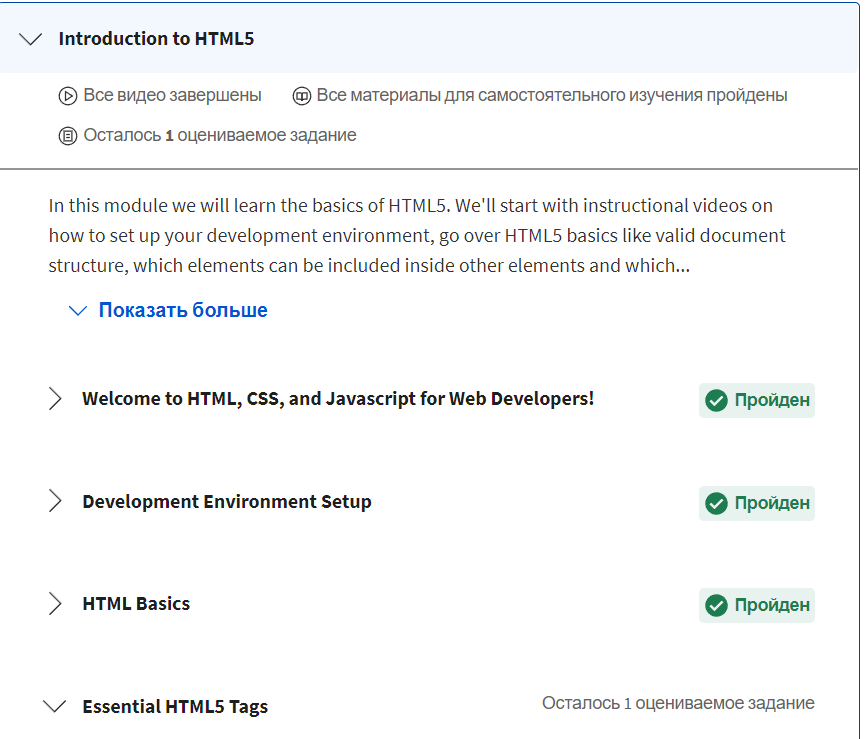 Introduction to HTML5
Все видео завершены Все материалы для самостоятельного изучения пройдены
Осталось 1 оцениваемое задание
In this module we will learn the basics of HTML5. We'll start with instructional videos on
how to set up your development environment, go over HTML5 basics like valid document
structure, which elements can be included inside other elements and which...
Показать больше
Welcome to HTML, CSS, and Javascript for Web Developers! Пройден
Development Environment Setup Пройден
HTML Basics Пройден
Essential HTML5 Tags Осталось 1 оцениваемое задание